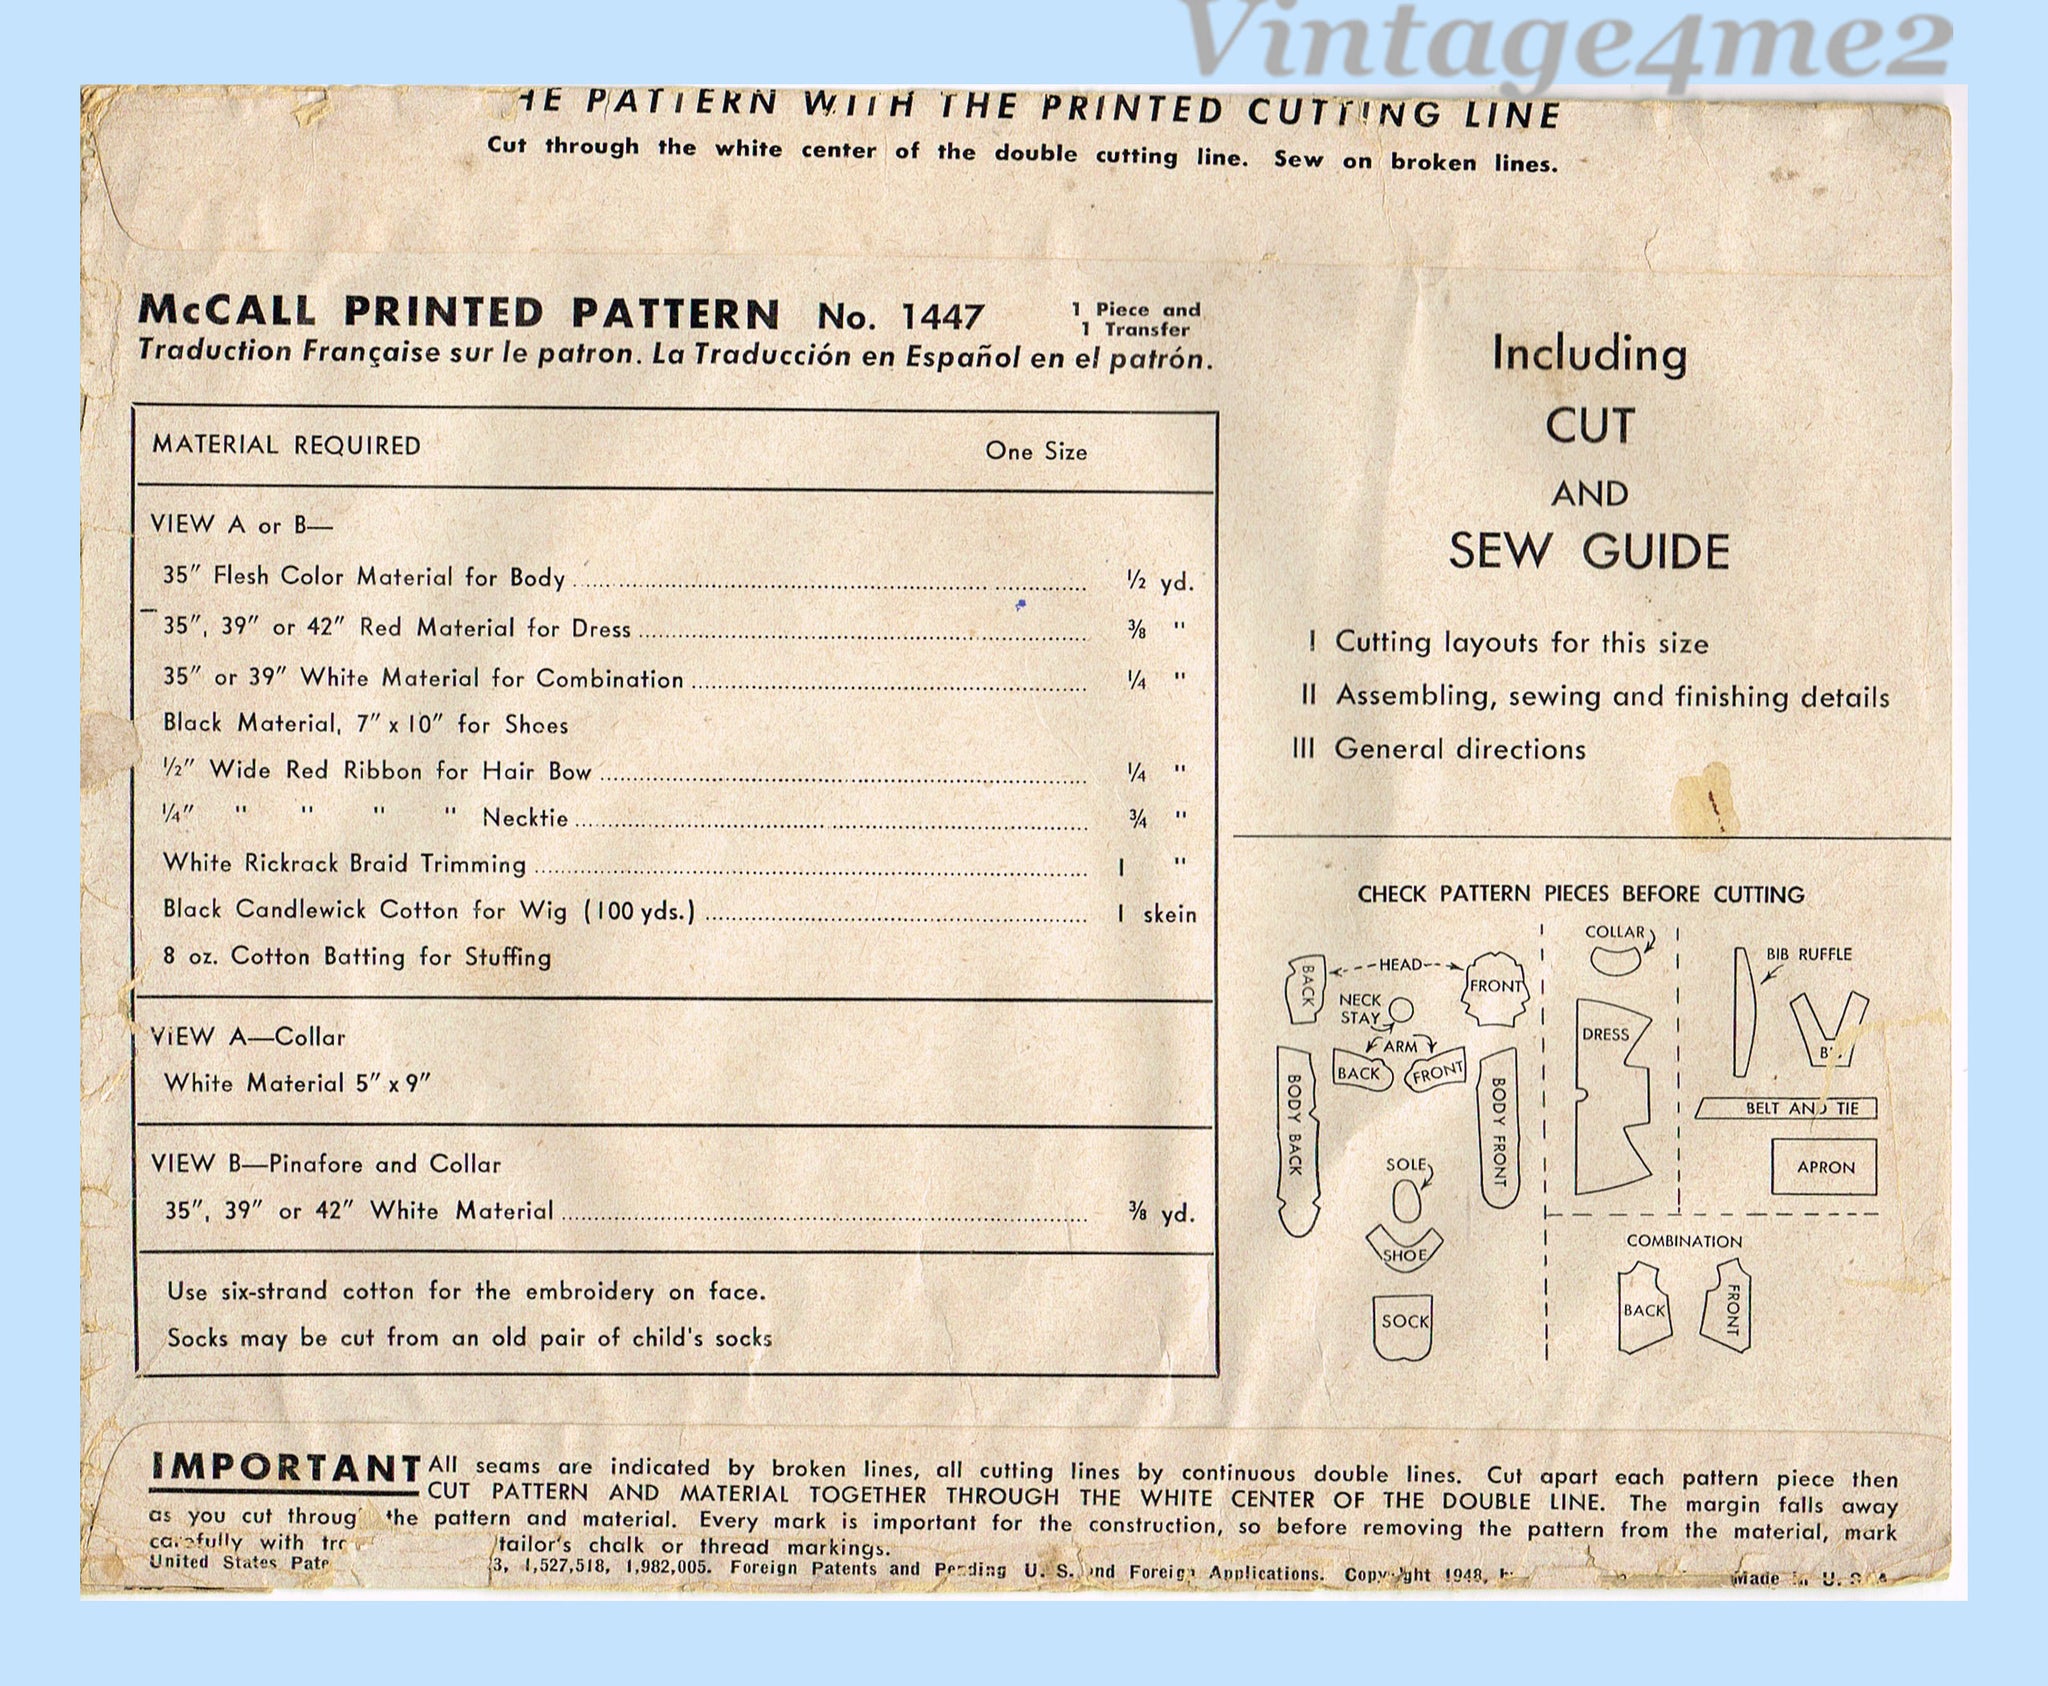 Vintage4me2
PATTERN WITH THE PRINTED CUTTING LINE
Cut through the white center of the double cutting line. Sew on broken lines.
McCALL PRINTED PATTERN No. 1447
1 Piece and
1 Transfer
Traduction Française sur le patron. La Traducción en Español en el patrón.
MATERIAL REQUIRED One Size
VIEW A or B—
35" Flesh Color Material for Body ........ 1/2 yd.
35", 39" or 42" Red Material for Dress ........ 3/8 "
35" or 39" White Material for Combination ........ 1/4 "
Black Material, 7" x 10" for Shoes
1/2" Wide Red Ribbon for Hair Bow ........ 1/4 "
1/4" " " " " Necktie ........ 3/4 "
White Rickrack Braid Trimming ........ 1 "
Black Candlewick Cotton for Wig (100 yds.) ........ 1 skein
8 oz. Cotton Batting for Stuffing
VIEW A—Collar
White Material 5" x 9"
VIEW B—Pinafore and Collar
35", 39" or 42" White Material ........ 3/8 yd.
Use six-strand cotton for the embroidery on face.
Socks may be cut from an old pair of child's socks
Including
CUT
AND
SEW GUIDE
I Cutting layouts for this size
II Assembling, sewing and finishing details
III General directions
CHECK PATTERN PIECES BEFORE CUTTING
BACK
HEAD
FRONT
NECK
STAY
ARM
BACK
FRONT
BODY BACK
BODY FRONT
SOLE
SHOE
SOCK
COLLAR
DRESS
BIB RUFFLE
BELT AND TIE
APRON
COMBINATION
BACK
FRONT
IMPORTANT All seams are indicated by broken lines, all cutting lines by continuous double lines. Cut apart each pattern piece then
CUT PATTERN AND MATERIAL TOGETHER THROUGH THE WHITE CENTER OF THE DOUBLE LINE. The margin falls away
as you cut through the pattern and material. Every mark is important for the construction, so before removing the pattern from the material, mark
carefully with tailor's chalk or thread markings.
United States 3, 1,527,518, 1,982,005. Foreign Patents and Pending U. S. and Foreign Applications. Copyright 1948, Made in U. S. A.